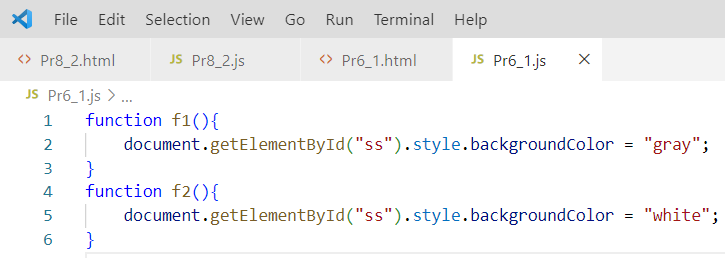 File Edit Selection View Go Run Terminal Help
<> Pr8_2.html JS Pr8_2.js <> Pr6_1.html JS Pr6_1.js ×
JS Pr6_1.js > ...
1 function f1(){
2 document.getElementById("ss").style.backgroundColor = "gray";
3 }
4 function f2(){
5 document.getElementById("ss").style.backgroundColor = "white";
6 }